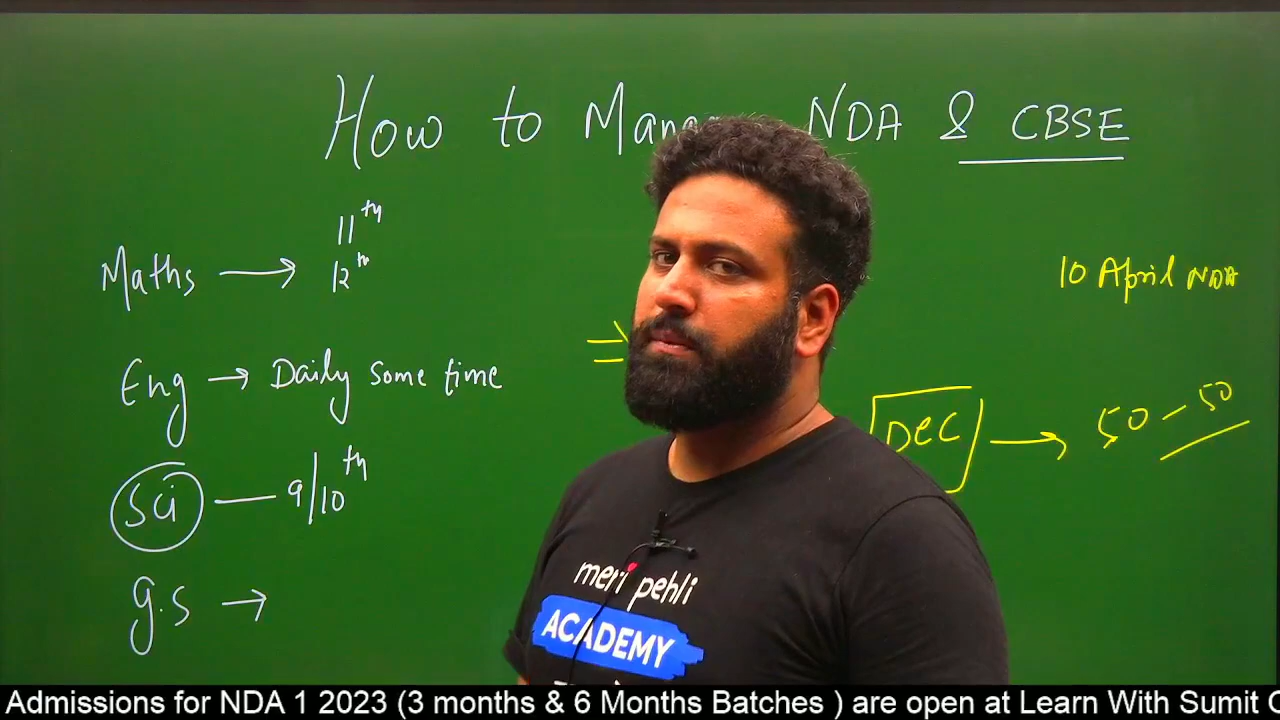 How to Mana NDA & CBSE
11th
Maths → 12th
10 April NDA
=
Eng → Daily some time
DEC → 50 - 50
Sci — 9/10th
g.s →
meri pehli
ACADEMY
Admissions for NDA 1 2023 (3 months & 6 Months Batches ) are open at Learn With Sumit C